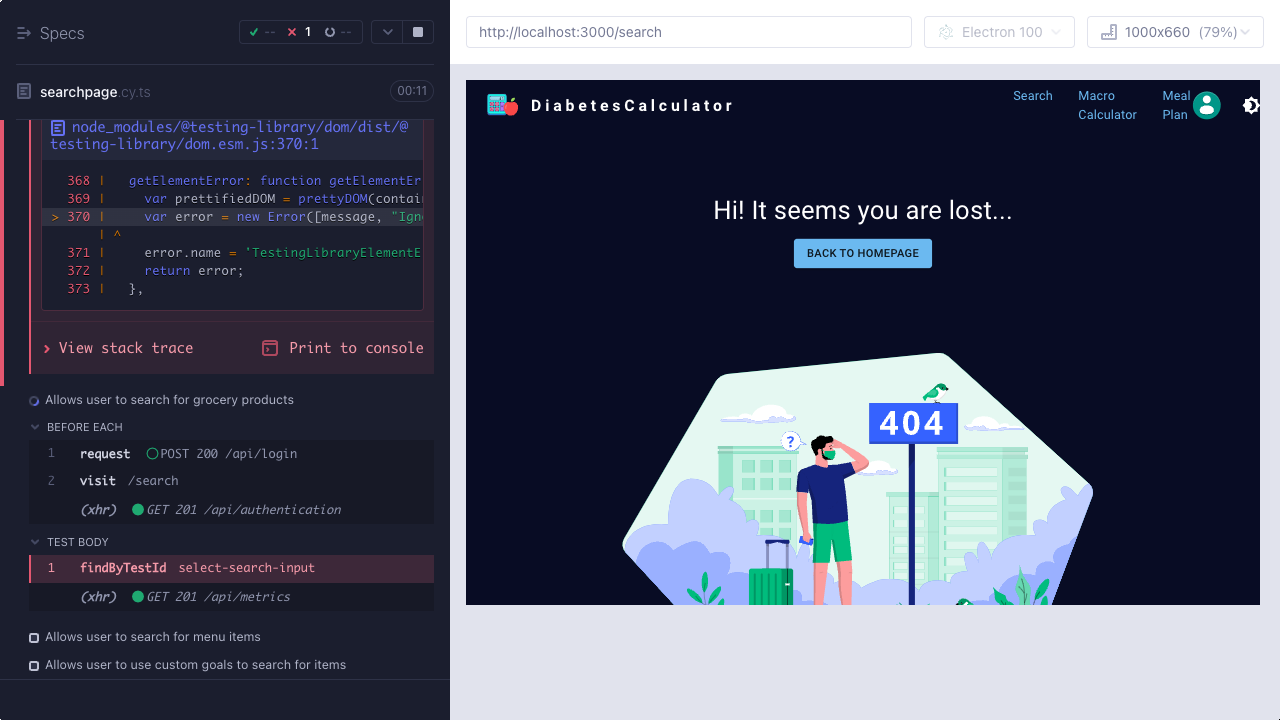 Specs
-- 1 --
searchpage.cy.ts
00:11
node_modules/@testing-library/dom/dist/@
testing-library/dom.esm.js:370:1
368 | getElementError: function getElementEr
369 | var prettifiedDOM = prettyDOM(contai
> 370 | var error = new Error([message, "Ign
| ^
371 | error.name = 'TestingLibraryElementE
372 | return error;
373 | },
View stack trace
Print to console
Allows user to search for grocery products
BEFORE EACH
1 request POST 200 /api/login
2 visit /search
(xhr) GET 201 /api/authentication
TEST BODY
1 findByTestId select-search-input
(xhr) GET 201 /api/metrics
Allows user to search for menu items
Allows user to use custom goals to search for items
http://localhost:3000/search
Electron 100
1000x660 (79%)
DiabetesCalculator
Search
Macro
Calculator
Meal
Plan
Hi! It seems you are lost...
BACK TO HOMEPAGE
404
?